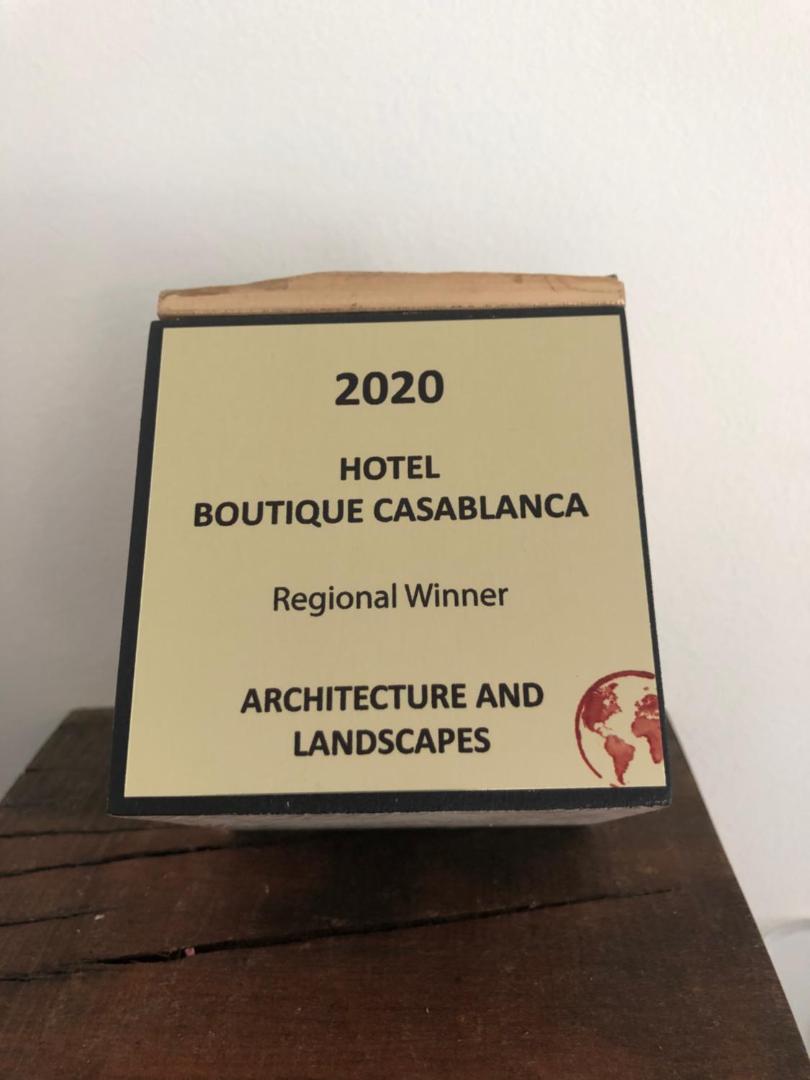 2020
HOTEL
BOUTIQUE CASABLANCA
Regional Winner
ARCHITECTURE AND
LANDSCAPES